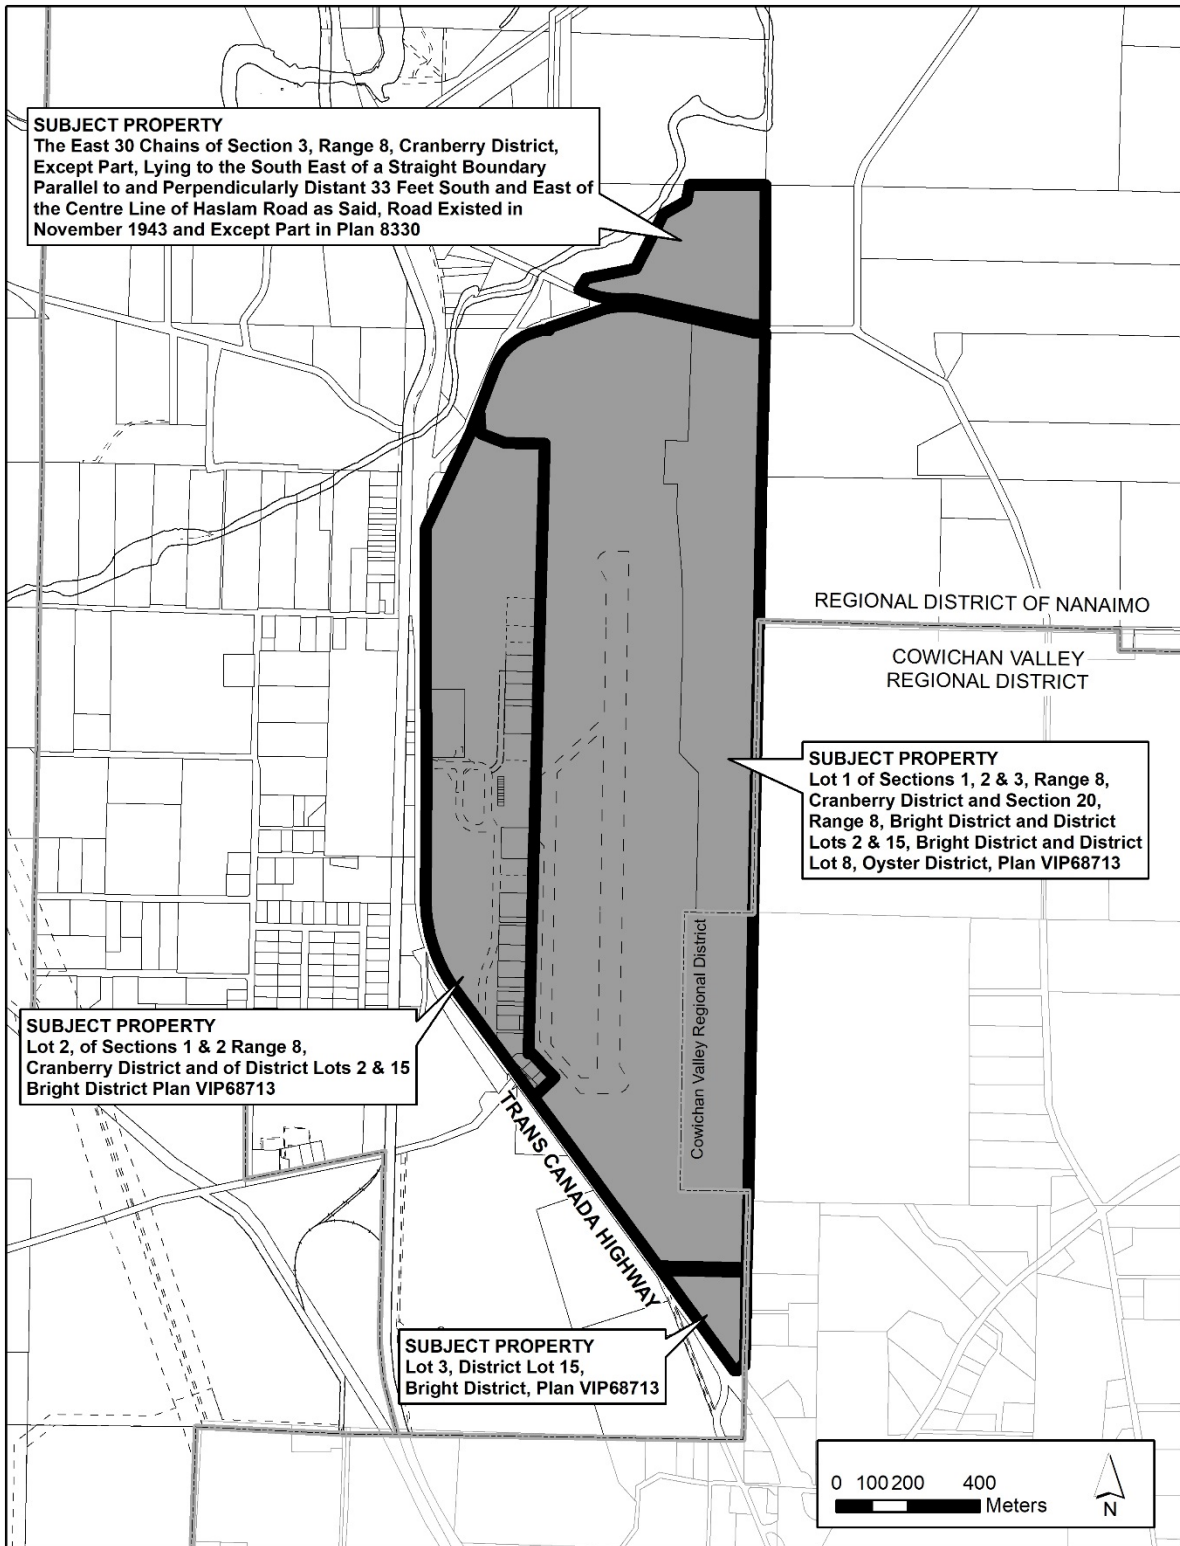 SUBJECT PROPERTY
The East 30 Chains of Section 3, Range 8, Cranberry District,
Except Part, Lying to the South East of a Straight Boundary
Parallel to and Perpendicularly Distant 33 Feet South and East of
the Centre Line of Haslam Road as Said, Road Existed in
November 1943 and Except Part in Plan 8330
REGIONAL DISTRICT OF NANAIMO
COWICHAN VALLEY
REGIONAL DISTRICT
SUBJECT PROPERTY
Lot 1 of Sections 1, 2 & 3, Range 8,
Cranberry District and Section 20,
Range 8, Bright District and District
Lots 2 & 15, Bright District and District
Lot 8, Oyster District, Plan VIP68713
Cowichan Valley Regional District
SUBJECT PROPERTY
Lot 2, of Sections 1 & 2 Range 8,
Cranberry District and of District Lots 2 & 15
Bright District Plan VIP68713
TRANS CANADA HIGHWAY
SUBJECT PROPERTY
Lot 3, District Lot 15,
Bright District, Plan VIP68713
0 100 200 400
Meters
N